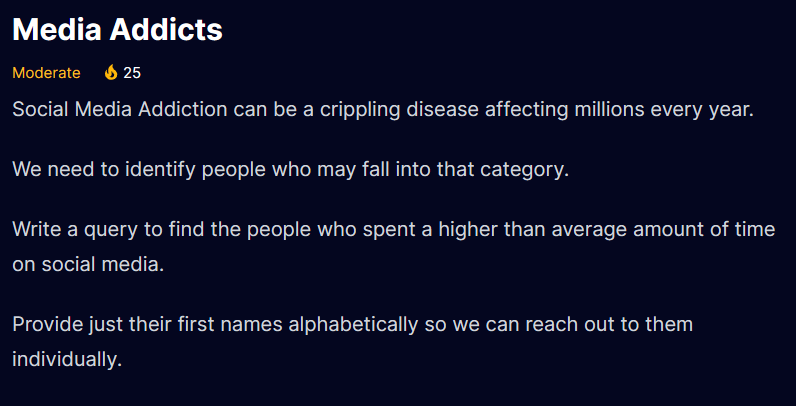 Media Addicts
Moderate 25
Social Media Addiction can be a crippling disease affecting millions every year.
We need to identify people who may fall into that category.
Write a query to find the people who spent a higher than average amount of time
on social media.
Provide just their first names alphabetically so we can reach out to them
individually.